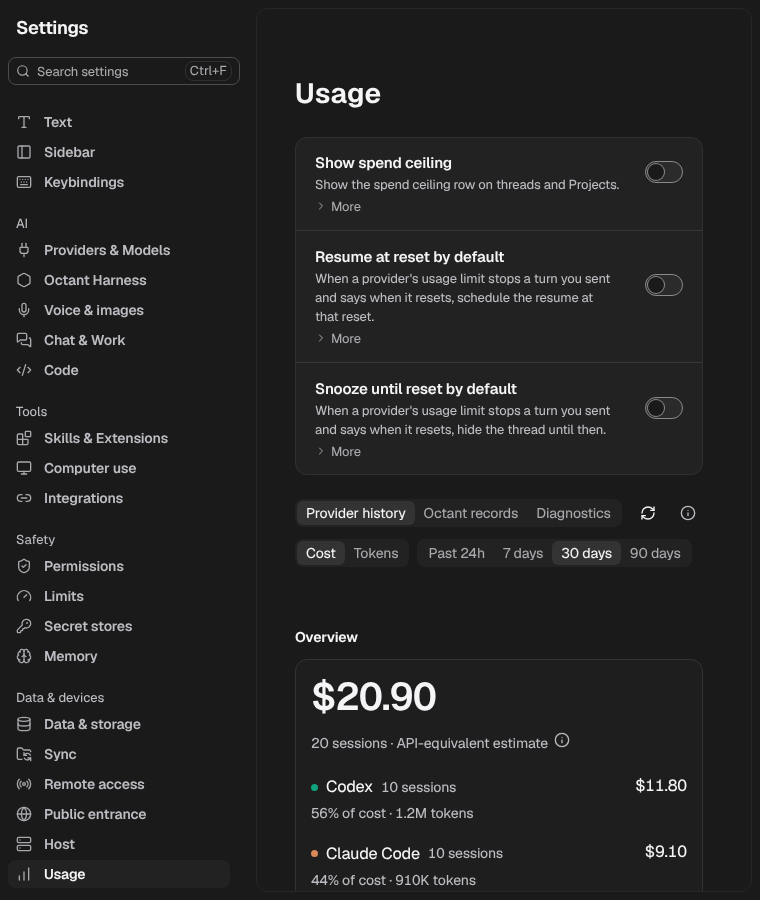 Settings
Search settings
Ctrl+F
Text
Sidebar
Keybindings
AI
Providers & Models
Octant Harness
Voice & images
Chat & Work
Code
Tools
Skills & Extensions
Computer use
Integrations
Safety
Permissions
Limits
Secret stores
Memory
Data & devices
Data & storage
Sync
Remote access
Public entrance
Host
Usage
Usage
Show spend ceiling
Show the spend ceiling row on threads and Projects.
More
Resume at reset by default
When a provider's usage limit stops a turn you sent
and says when it resets, schedule the resume at
that reset.
More
Snooze until reset by default
When a provider's usage limit stops a turn you sent
and says when it resets, hide the thread until then.
More
Provider history Octant records Diagnostics
Cost Tokens Past 24h 7 days 30 days 90 days
Overview
$20.90
20 sessions · API-equivalent estimate
Codex 10 sessions $11.80
56% of cost · 1.2M tokens
Claude Code 10 sessions $9.10
44% of cost · 910K tokens